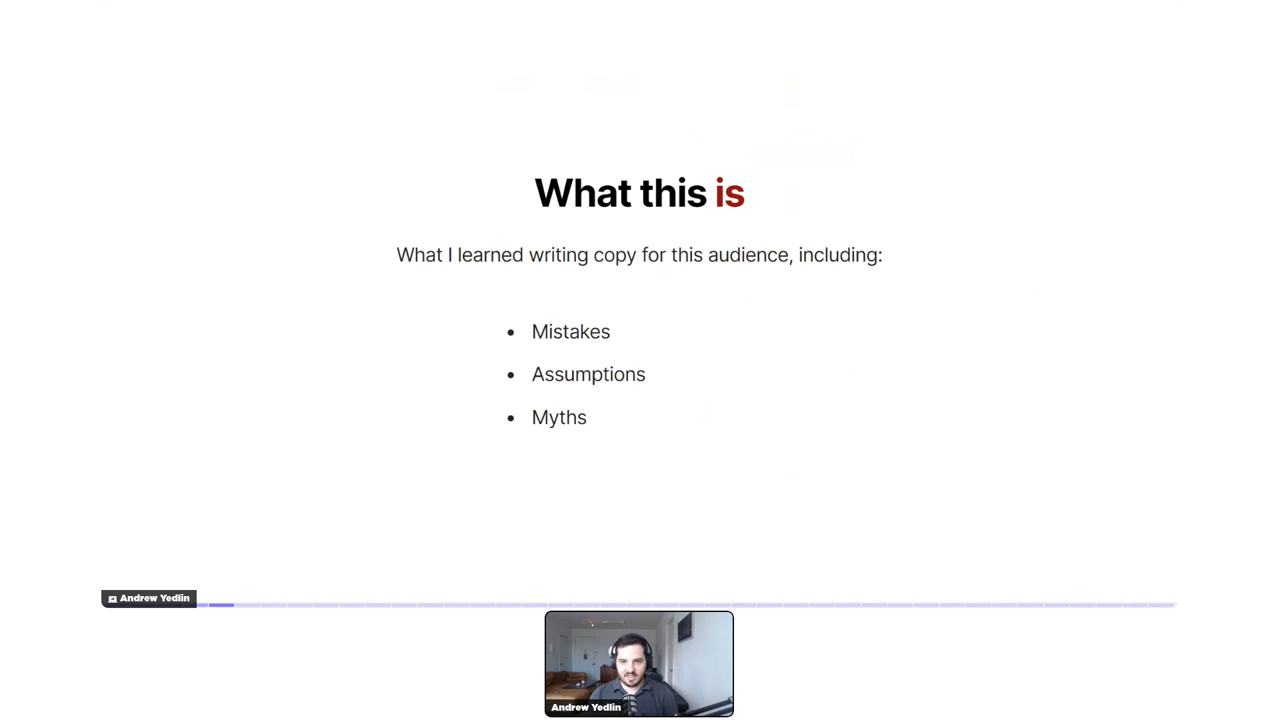 What this is
What I learned writing copy for this audience, including:
• Mistakes
• Assumptions
• Myths
Andrew Yedlin
Andrew Yedlin